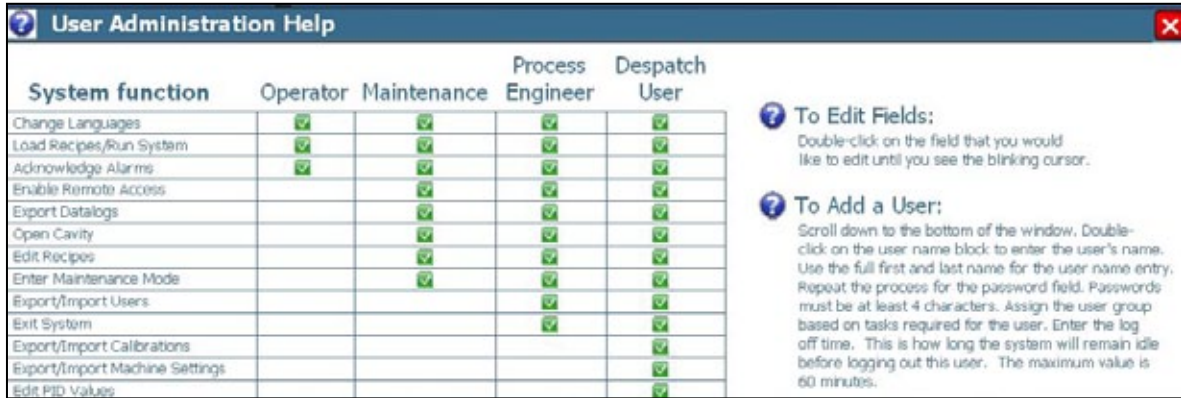 User Administration Help
System function Operator Maintenance Process Engineer Despatch User
Change Languages
Load Recipes/Run System
Acknowledge Alarms
Enable Remote Access
Export Datalogs
Open Cavity
Edit Recipes
Enter Maintenance Mode
Export/Import Users
Exit System
Export/Import Calibrations
Export/Import Machine Settings
Edit PID Values
To Edit Fields:
Double-click on the field that you would
like to edit until you see the blinking cursor.
To Add a User:
Scroll down to the bottom of the window. Double-
click on the user name block to enter the user's name.
Use the full first and last name for the user name entry.
Repeat the process for the password field. Passwords
must be at least 4 characters. Assign the user group
based on tasks required for the user. Enter the log
off time. This is how long the system will remain idle
before logging out this user. The maximum value is
60 minutes.